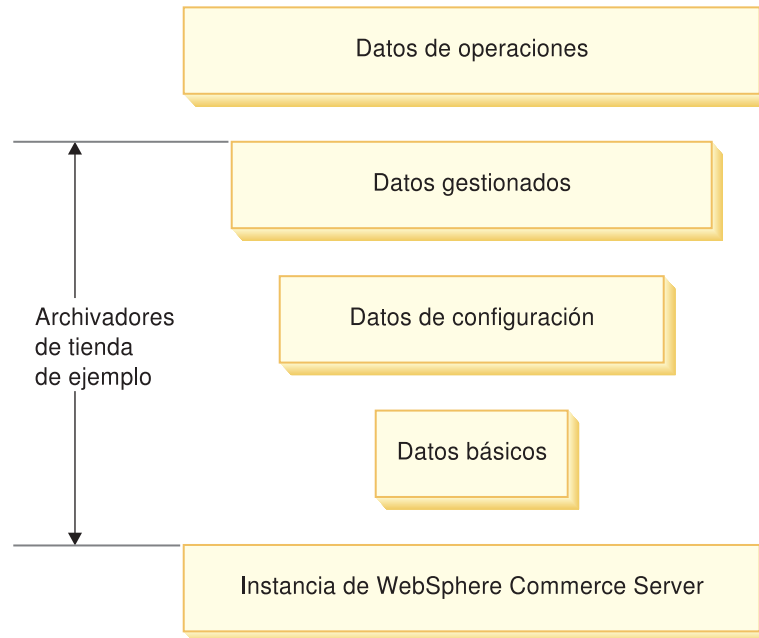 Datos de operaciones
Datos gestionados
Archivadores
de tienda
de ejemplo
Datos de configuración
Datos básicos
Instancia de WebSphere Commerce Server